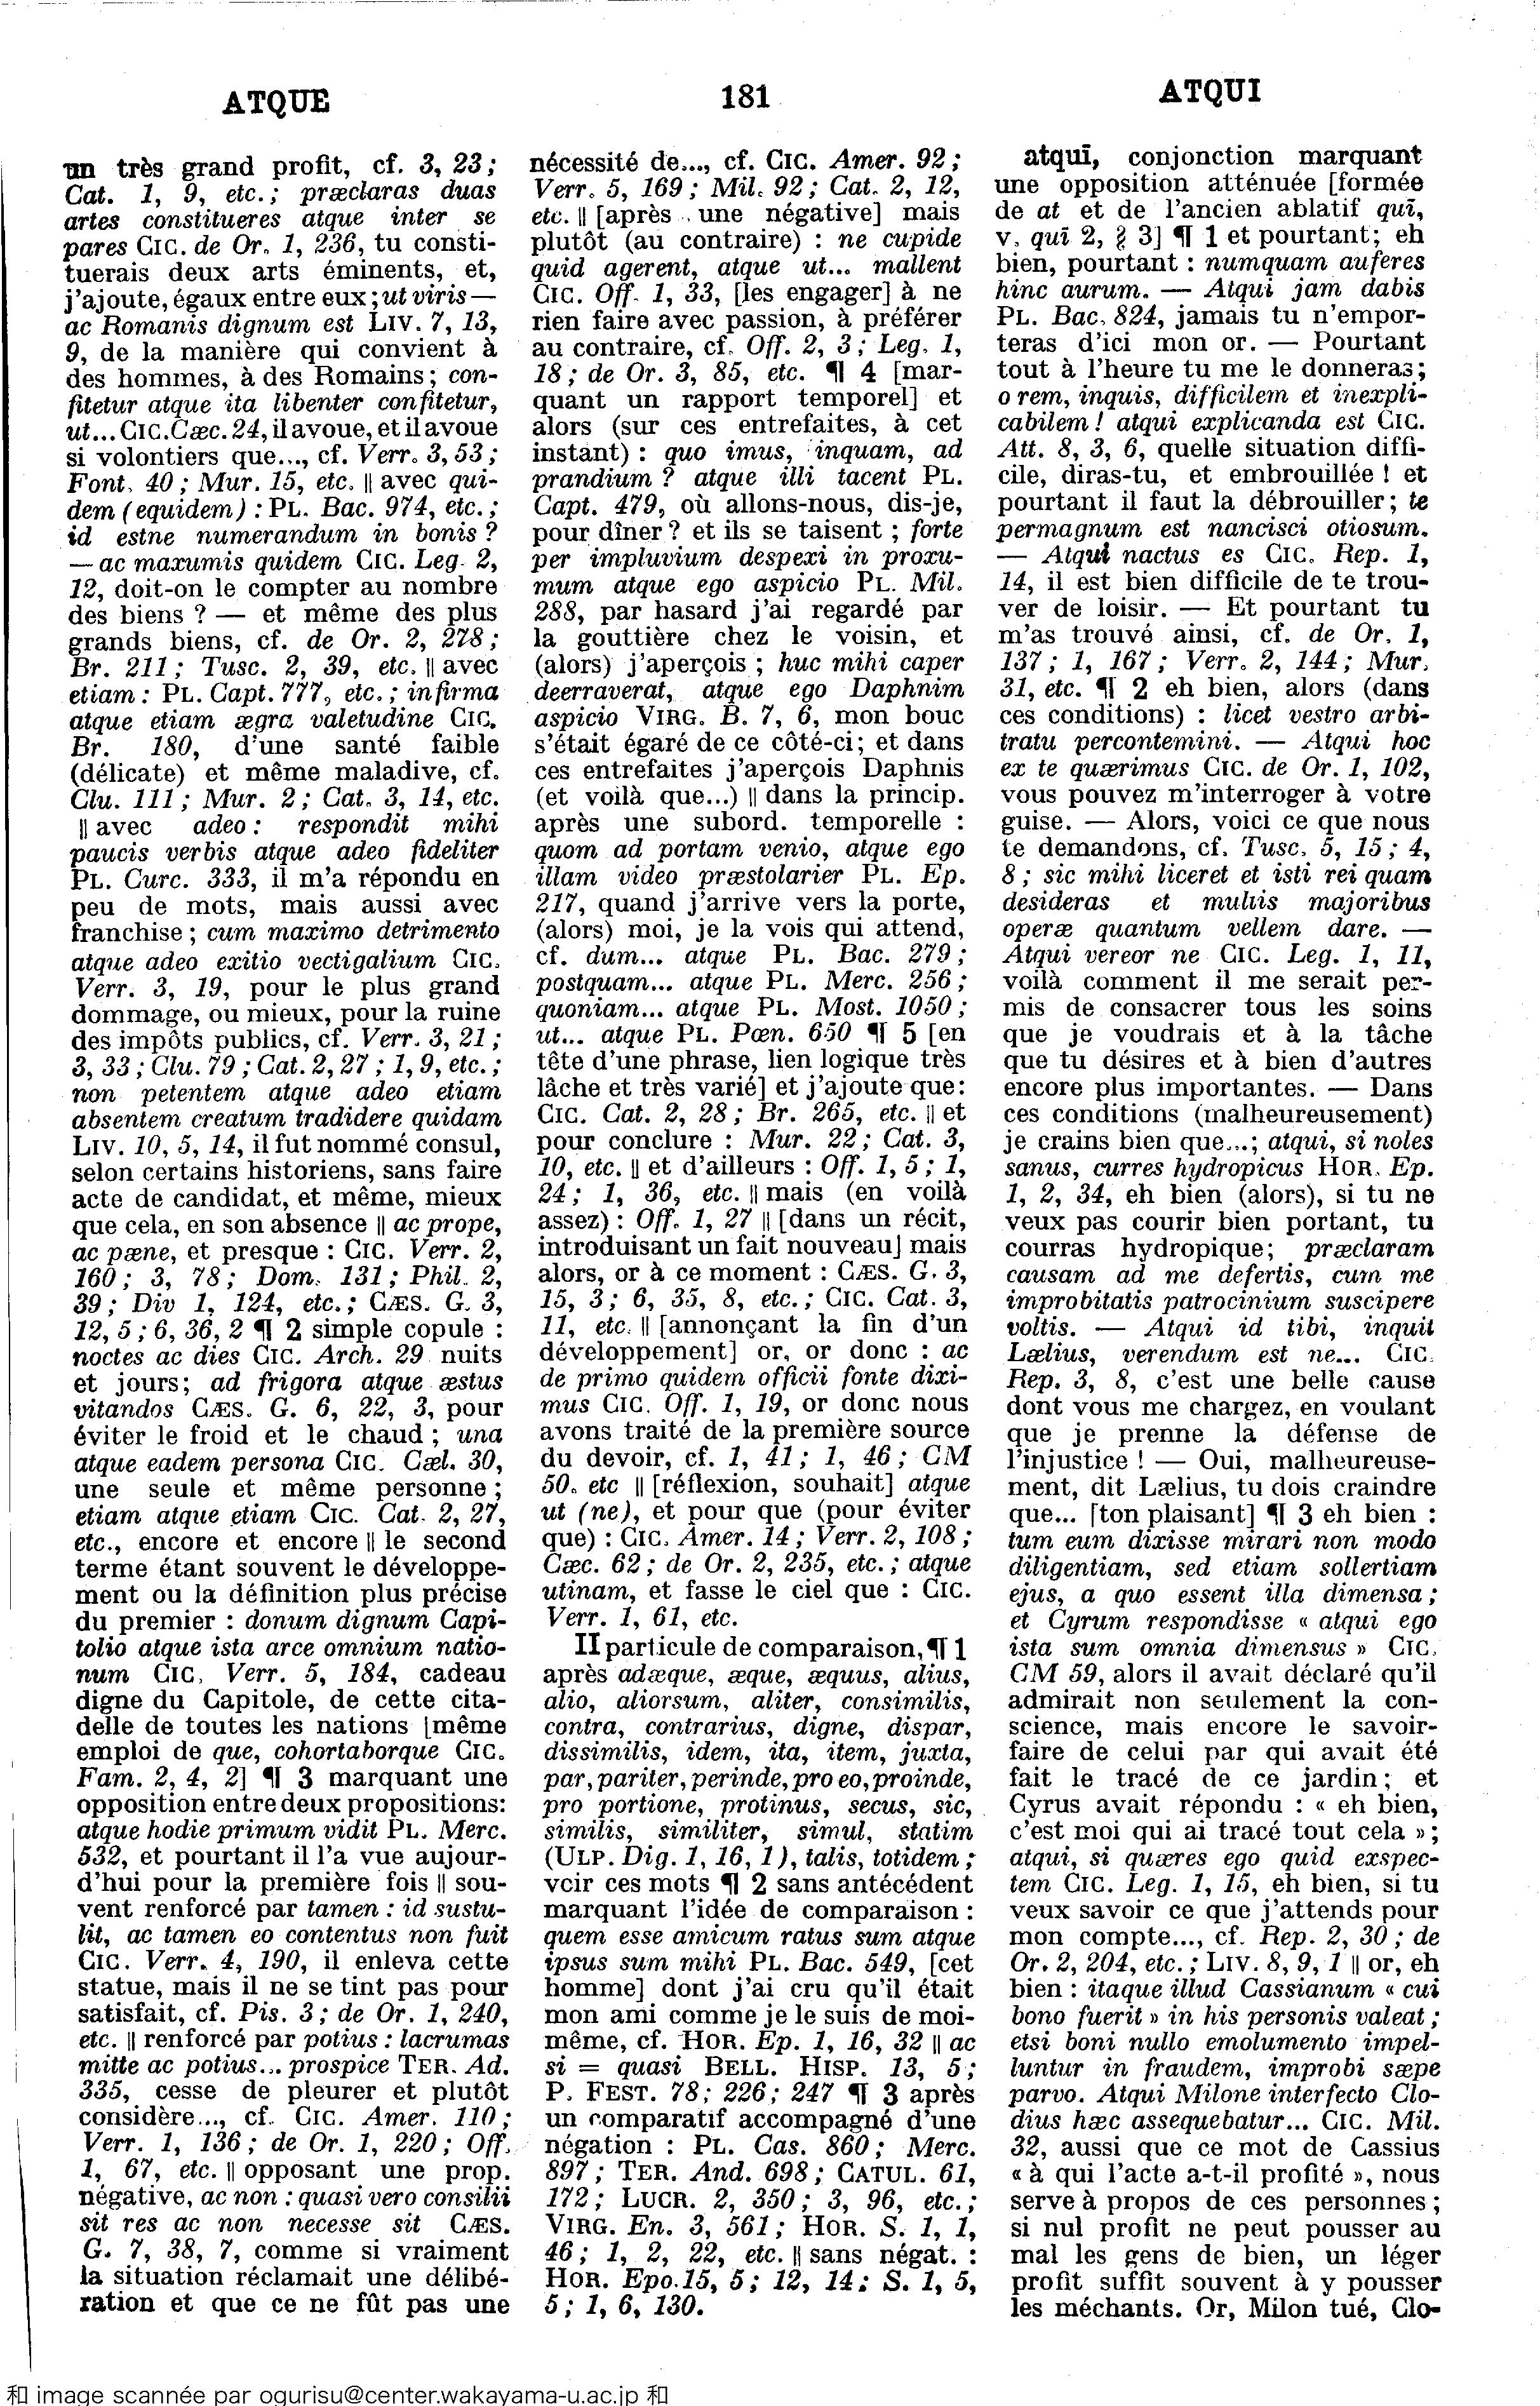 ATQUE
181
ATQUI
un très grand profit, cf. 3, 23;
Cat. 1, 9, etc.; præclaras duas
artes constitueres atque inter se
pares CIC. de Or. 1, 236, tu consti-
tuerais deux arts éminents, et,
j'ajoute, égaux entre eux; ut viris —
ac Romanis dignum est LIV. 7, 13,
9, de la manière qui convient à
des hommes, à des Romains; con-
fitetur atque ita libenter confitetur,
ut... CIC. Cæc. 24, il avoue, et il avoue
si volontiers que..., cf. Verr. 3, 53;
Font. 40; Mur. 15, etc. || avec qui-
dem (equidem) : PL. Bac. 974, etc.;
id estne numerandum in bonis ?
— ac maxumis quidem CIC. Leg. 2,
12, doit-on le compter au nombre
des biens ? — et même des plus
grands biens, cf. de Or. 2, 278;
Br. 211; Tusc. 2, 39, etc. || avec
etiam : PL. Capt. 777, etc.; infirma
atque etiam ægra valetudine CIC.
Br. 180, d'une santé faible
(délicate) et même maladive, cf.
Clu. 111; Mur. 2; Cat. 3, 14, etc.
|| avec adeo : respondit mihi
paucis verbis atque adeo fideliter
PL. Curc. 333, il m'a répondu en
peu de mots, mais aussi avec
franchise; cum maximo detrimento
atque adeo exitio vectigalium CIC.
Verr. 3, 19, pour le plus grand
dommage, ou mieux, pour la ruine
des impôts publics, cf. Verr. 3, 21;
3, 33; Clu. 79; Cat. 2, 27; 1, 9, etc.;
non petentem atque adeo etiam
absentem creatum tradidere quidam
LIV. 10, 5, 14, il fut nommé consul,
selon certains historiens, sans faire
acte de candidat, et même, mieux
que cela, en son absence || ac prope,
ac pæne, et presque : CIC. Verr. 2,
160; 3, 78; Dom. 131; Phil. 2,
39; Div 1, 124, etc.; CÆS. G. 3,
12, 5; 6, 36, 2 ¶ 2 simple copule :
noctes ac dies CIC. Arch. 29 nuits
et jours; ad frigora atque æstus
vitandos CÆS. G. 6, 22, 3, pour
éviter le froid et le chaud; una
atque eadem persona CIC. Cæl. 30,
une seule et même personne;
etiam atque etiam CIC. Cat. 2, 27,
etc., encore et encore || le second
terme étant souvent le développe-
ment ou la définition plus précise
du premier : donum dignum Capi-
tolio atque ista arce omnium natio-
num CIC. Verr. 5, 184, cadeau
digne du Capitole, de cette cita-
delle de toutes les nations [même
emploi de que, cohortaborque CIC.
Fam. 2, 4, 2] ¶ 3 marquant une
opposition entre deux propositions:
atque hodie primum vidit PL. Merc.
532, et pourtant il l'a vue aujour-
d'hui pour la première fois || sou-
vent renforcé par tamen : id sustu-
lit, ac tamen eo contentus non fuit
CIC. Verr. 4, 190, il enleva cette
statue, mais il ne se tint pas pour
satisfait, cf. Pis. 3; de Or. 1, 240,
etc. || renforcé par potius : lacrumas
mitte ac potius... prospice TER. Ad.
335, cesse de pleurer et plutôt
considère..., cf. CIC. Amer. 110;
Verr. 1, 136; de Or. 1, 220; Off.
1, 67, etc. || opposant une prop.
négative, ac non : quasi vero consilii
sit res ac non necesse sit CÆS.
G. 7, 38, 7, comme si vraiment
la situation réclamait une délibé-
ration et que ce ne fût pas une
nécessité de..., cf. CIC. Amer. 92;
Verr. 5, 169; Mil. 92; Cat. 2, 12,
etc. || [après une négative] mais
plutôt (au contraire) : ne cupide
quid agerent, atque ut... mallent
CIC. Off. 1, 33, [les engager] à ne
rien faire avec passion, à préférer
au contraire, cf. Off. 2, 3; Leg. 1,
18; de Or. 3, 85, etc. ¶ 4 [mar-
quant un rapport temporel] et
alors (sur ces entrefaites, à cet
instant) : quo imus, inquam, ad
prandium ? atque illi tacent PL.
Capt. 479, où allons-nous, dis-je,
pour dîner ? et ils se taisent; forte
per impluvium despexi in proxu-
mum atque ego aspicio PL. Mil.
288, par hasard j'ai regardé par
la gouttière chez le voisin, et
(alors) j'aperçois; huc mihi caper
deerraverat, atque ego Daphnim
aspicio VIRG. B. 7, 6, mon bouc
s'était égaré de ce côté-ci; et dans
ces entrefaites j'aperçois Daphnis
(et voilà que...) || dans la princip.
après une subord. temporelle :
quom ad portam venio, atque ego
illam video præstolarier PL. Ep.
217, quand j'arrive vers la porte,
(alors) moi, je la vois qui attend,
cf. dum... atque PL. Bac. 279;
postquam... atque PL. Merc. 256;
quoniam... atque PL. Most. 1050;
ut... atque PL. Pœn. 650 ¶ 5 [en
tête d'une phrase, lien logique très
lâche et très varié] et j'ajoute que:
CIC. Cat. 2, 28; Br. 265, etc. || et
pour conclure : Mur. 22; Cat. 3,
10, etc. || et d'ailleurs : Off. 1, 5; 1,
24; 1, 36, etc. || mais (en voilà
assez) : Off. 1, 27 || [dans un récit,
introduisant un fait nouveau] mais
alors, or à ce moment : CÆS. G. 3,
15, 3; 6, 35, 8, etc.; CIC. Cat. 3,
11, etc. || [annonçant la fin d'un
développement] or, or donc : ac
de primo quidem officii fonte dixi-
mus CIC. Off. 1, 19, or donc nous
avons traité de la première source
du devoir, cf. 1, 41; 1, 46; CM
50. etc || [réflexion, souhait] atque
ut (ne), et pour que (pour éviter
que) : CIC. Amer. 14; Verr. 2, 108;
Cæc. 62; de Or. 2, 235, etc.; atque
utinam, et fasse le ciel que : CIC.
Verr. 1, 61, etc.
II particule de comparaison, ¶ 1
après adæque, æque, æquus, alius,
alio, aliorsum, aliter, consimilis,
contra, contrarius, digne, dispar,
dissimilis, idem, ita, item, juxta,
par, pariter, perinde, pro eo, proinde,
pro portione, protinus, secus, sic,
similis, similiter, simul, statim
(ULP. Dig. 1, 16, 1), talis, totidem;
voir ces mots ¶ 2 sans antécédent
marquant l'idée de comparaison :
quem esse amicum ratus sum atque
ipsus sum mihi PL. Bac. 549, [cet
homme] dont j'ai cru qu'il était
mon ami comme je le suis de moi-
même, cf. HOR. Ep. 1, 16, 32 || ac
si = quasi BELL. HISP. 13, 5;
P. FEST. 78; 226; 247 ¶ 3 après
un comparatif accompagné d'une
négation : PL. Cas. 860; Merc.
897; TER. And. 698; CATUL. 61,
172; LUCR. 2, 350; 3, 96, etc.;
VIRG. En. 3, 561; HOR. S. 1, 1,
46; 1, 2, 22, etc. || sans négat. :
HOR. Epo. 15, 5; 12, 14; S. 1, 5,
5; 1, 6, 130.
atquī, conjonction marquant
une opposition atténuée [formée
de at et de l'ancien ablatif quī,
v. quī 2, § 3] ¶ 1 et pourtant; eh
bien, pourtant : numquam auferes
hinc aurum. — Atqui jam dabis
PL. Bac. 824, jamais tu n'empor-
teras d'ici mon or. — Pourtant
tout à l'heure tu me le donneras;
o rem, inquis, difficilem et inexpli-
cabilem ! atqui explicanda est CIC.
Att. 8, 3, 6, quelle situation diffi-
cile, diras-tu, et embrouillée ! et
pourtant il faut la débrouiller; te
permagnum est nancisci otiosum.
— Atqui nactus es CIC. Rep. 1,
14, il est bien difficile de te trou-
ver de loisir. — Et pourtant tu
m'as trouvé ainsi, cf. de Or. 1,
137; 1, 167; Verr. 2, 144; Mur.
31, etc. ¶ 2 eh bien, alors (dans
ces conditions) : licet vestro arbi-
tratu percontemini. — Atqui hoc
ex te quærimus CIC. de Or. 1, 102,
vous pouvez m'interroger à votre
guise. — Alors, voici ce que nous
te demandons, cf. Tusc. 5, 15; 4,
8; sic mihi liceret et isti rei quam
desideras et multis majoribus
operæ quantum vellem dare. —
Atqui vereor ne CIC. Leg. 1, 11,
voilà comment il me serait per-
mis de consacrer tous les soins
que je voudrais et à la tâche
que tu désires et à bien d'autres
encore plus importantes. — Dans
ces conditions (malheureusement)
je crains bien que...; atqui, si noles
sanus, curres hydropicus HOR. Ep.
1, 2, 34, eh bien (alors), si tu ne
veux pas courir bien portant, tu
courras hydropique; præclaram
causam ad me defertis, cum me
improbitatis patrocinium suscipere
voltis. — Atqui id tibi, inquit
Lælius, verendum est ne... CIC.
Rep. 3, 8, c'est une belle cause
dont vous me chargez, en voulant
que je prenne la défense de
l'injustice ! — Oui, malheureuse-
ment, dit Lælius, tu dois craindre
que... [ton plaisant] ¶ 3 eh bien :
tum eum dixisse mirari non modo
diligentiam, sed etiam sollertiam
ejus, a quo essent illa dimensa;
et Cyrum respondisse « atqui ego
ista sum omnia dimensus » CIC.
CM 59, alors il avait déclaré qu'il
admirait non seulement la con-
science, mais encore le savoir-
faire de celui par qui avait été
fait le tracé de ce jardin; et
Cyrus avait répondu : « eh bien,
c'est moi qui ai tracé tout cela »;
atqui, si quæres ego quid exspec-
tem CIC. Leg. 1, 15, eh bien, si tu
veux savoir ce que j'attends pour
mon compte..., cf. Rep. 2, 30; de
Or. 2, 204, etc.; LIV. 8, 9, 1 || or, eh
bien : itaque illud Cassianum « cui
bono fuerit » in his personis valeat;
etsi boni nullo emolumento impel-
luntur in fraudem, improbi sæpe
parvo. Atqui Milone interfecto Clo-
dius hæc assequebatur... CIC. Mil.
32, aussi que ce mot de Cassius
« à qui l'acte a-t-il profité », nous
serve à propos de ces personnes;
si nul profit ne peut pousser au
mal les gens de bien, un léger
profit suffit souvent à y pousser
les méchants. Or, Milon tué, Clo-
和 image scannée par ogurisu@center.wakayama-u.ac.jp 和